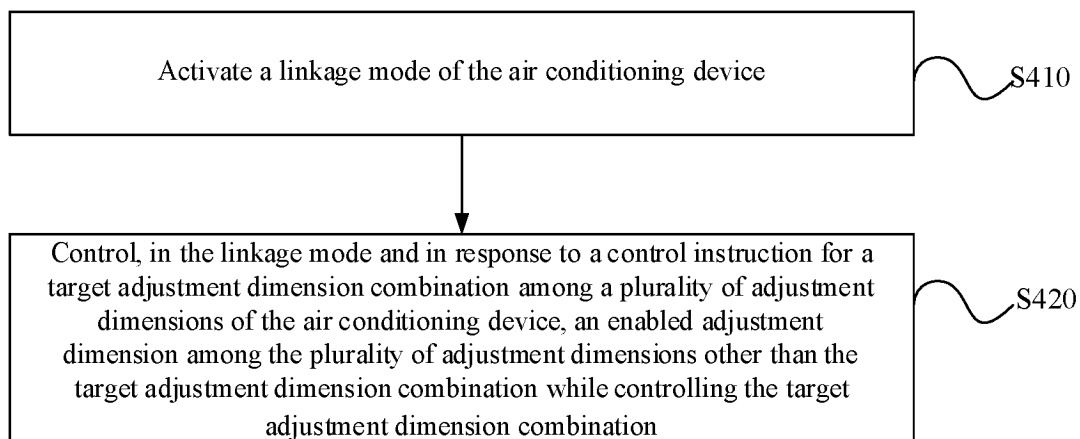 Activate a linkage mode of the air conditioning device
S410
Control, in the linkage mode and in response to a control instruction for a
target adjustment dimension combination among a plurality of adjustment
dimensions of the air conditioning device, an enabled adjustment
dimension among the plurality of adjustment dimensions other than the
target adjustment dimension combination while controlling the target
adjustment dimension combination
S420